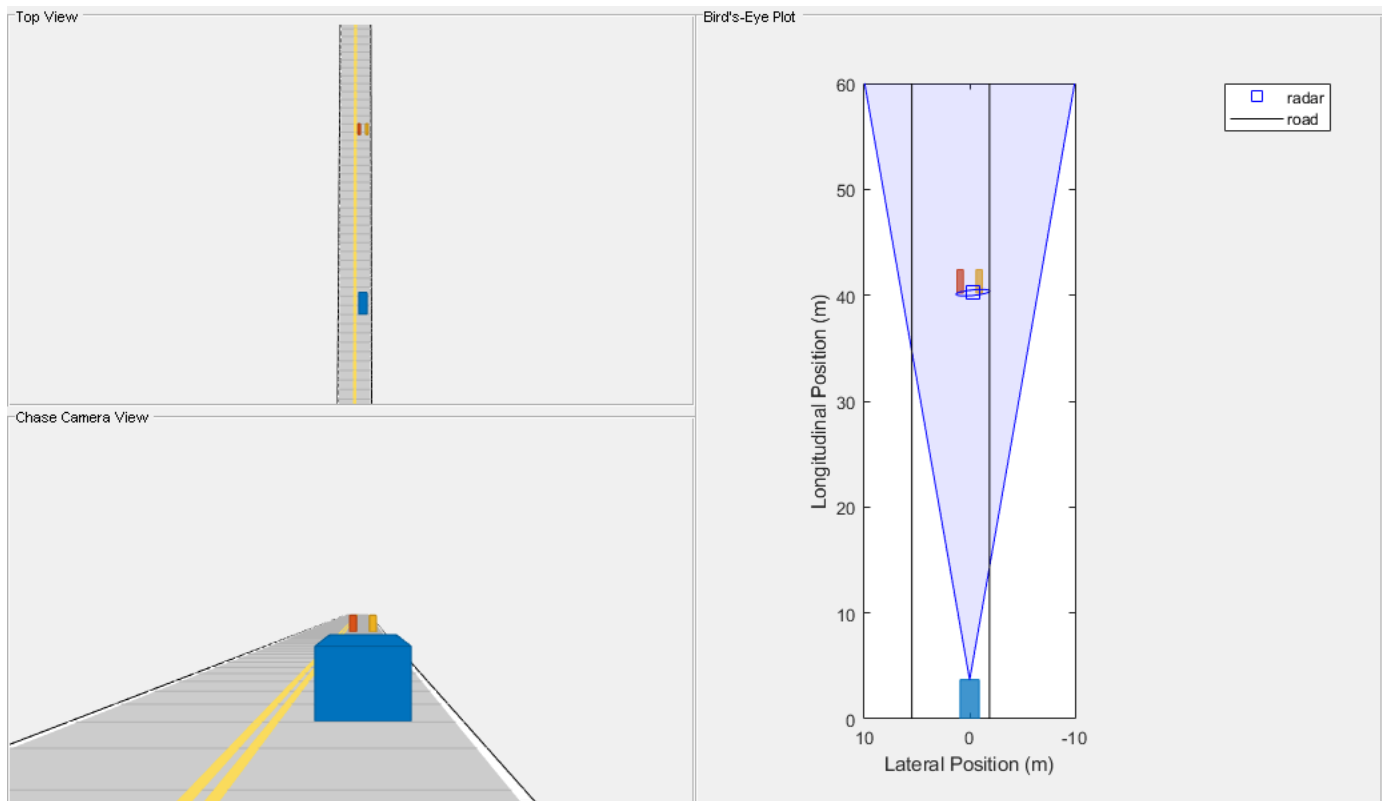 Top View
Chase Camera View
Bird's-Eye Plot
60
50
40
30
20
10
0
10
0
-10
Longitudinal Position (m)
Lateral Position (m)
radar
road